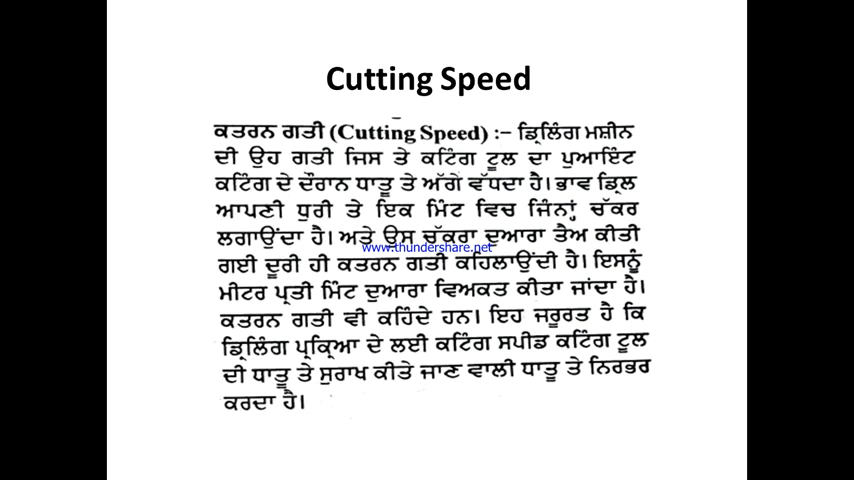 Cutting Speed
ਕਤਰਨ ਗਤੀ (Cutting Speed) :– ਡ੍ਰਿਲਿੰਗ ਮਸ਼ੀਨ
ਦੀ ਉਹ ਗਤੀ ਜਿਸ ਤੇ ਕਟਿੰਗ ਟੂਲ ਦਾ ਪੁਆਇੰਟ
ਕਟਿੰਗ ਦੇ ਦੌਰਾਨ ਧਾਤੂ ਤੇ ਅੱਗੇ ਵੱਧਦਾ ਹੈ। ਭਾਵ ਡ੍ਰਿਲ
ਆਪਣੀ ਧੁਰੀ ਤੇ ਇਕ ਮਿੰਟ ਵਿਚ ਜਿੰਨਾਂ੍ਹ ਚੱਕਰ
ਲਗਾਉਂਦਾ ਹੈ। ਅਤੇ ਉਸ ਚੱਕਰਾ ਦੁਆਰਾ ਤੈਅ ਕੀਤੀ
www.thundershare.net
ਗਈ ਦੂਰੀ ਹੀ ਕਤਰਨ ਗਤੀ ਕਹਿਲਾਉਂਦੀ ਹੈ। ਇਸਨੂੰ
ਮੀਟਰ ਪ੍ਰਤੀ ਮਿੰਟ ਦੁਆਰਾ ਵਿਅਕਤ ਕੀਤਾ ਜਾਂਦਾ ਹੈ।
ਕਤਰਨ ਗਤੀ ਵੀ ਕਹਿੰਦੇ ਹਨ। ਇਹ ਜਰੂਰਤ ਹੈ ਕਿ
ਡ੍ਰਿਲਿੰਗ ਪ੍ਰਕ੍ਰਿਆ ਦੇ ਲਈ ਕਟਿੰਗ ਸਪੀਡ ਕਟਿੰਗ ਟੂਲ
ਦੀ ਧਾਤੂ ਤੇ ਸੁਰਾਖ ਕੀਤੇ ਜਾਣ ਵਾਲੀ ਧਾਤੂ ਤੇ ਨਿਰਭਰ
ਕਰਦਾ ਹੈ।